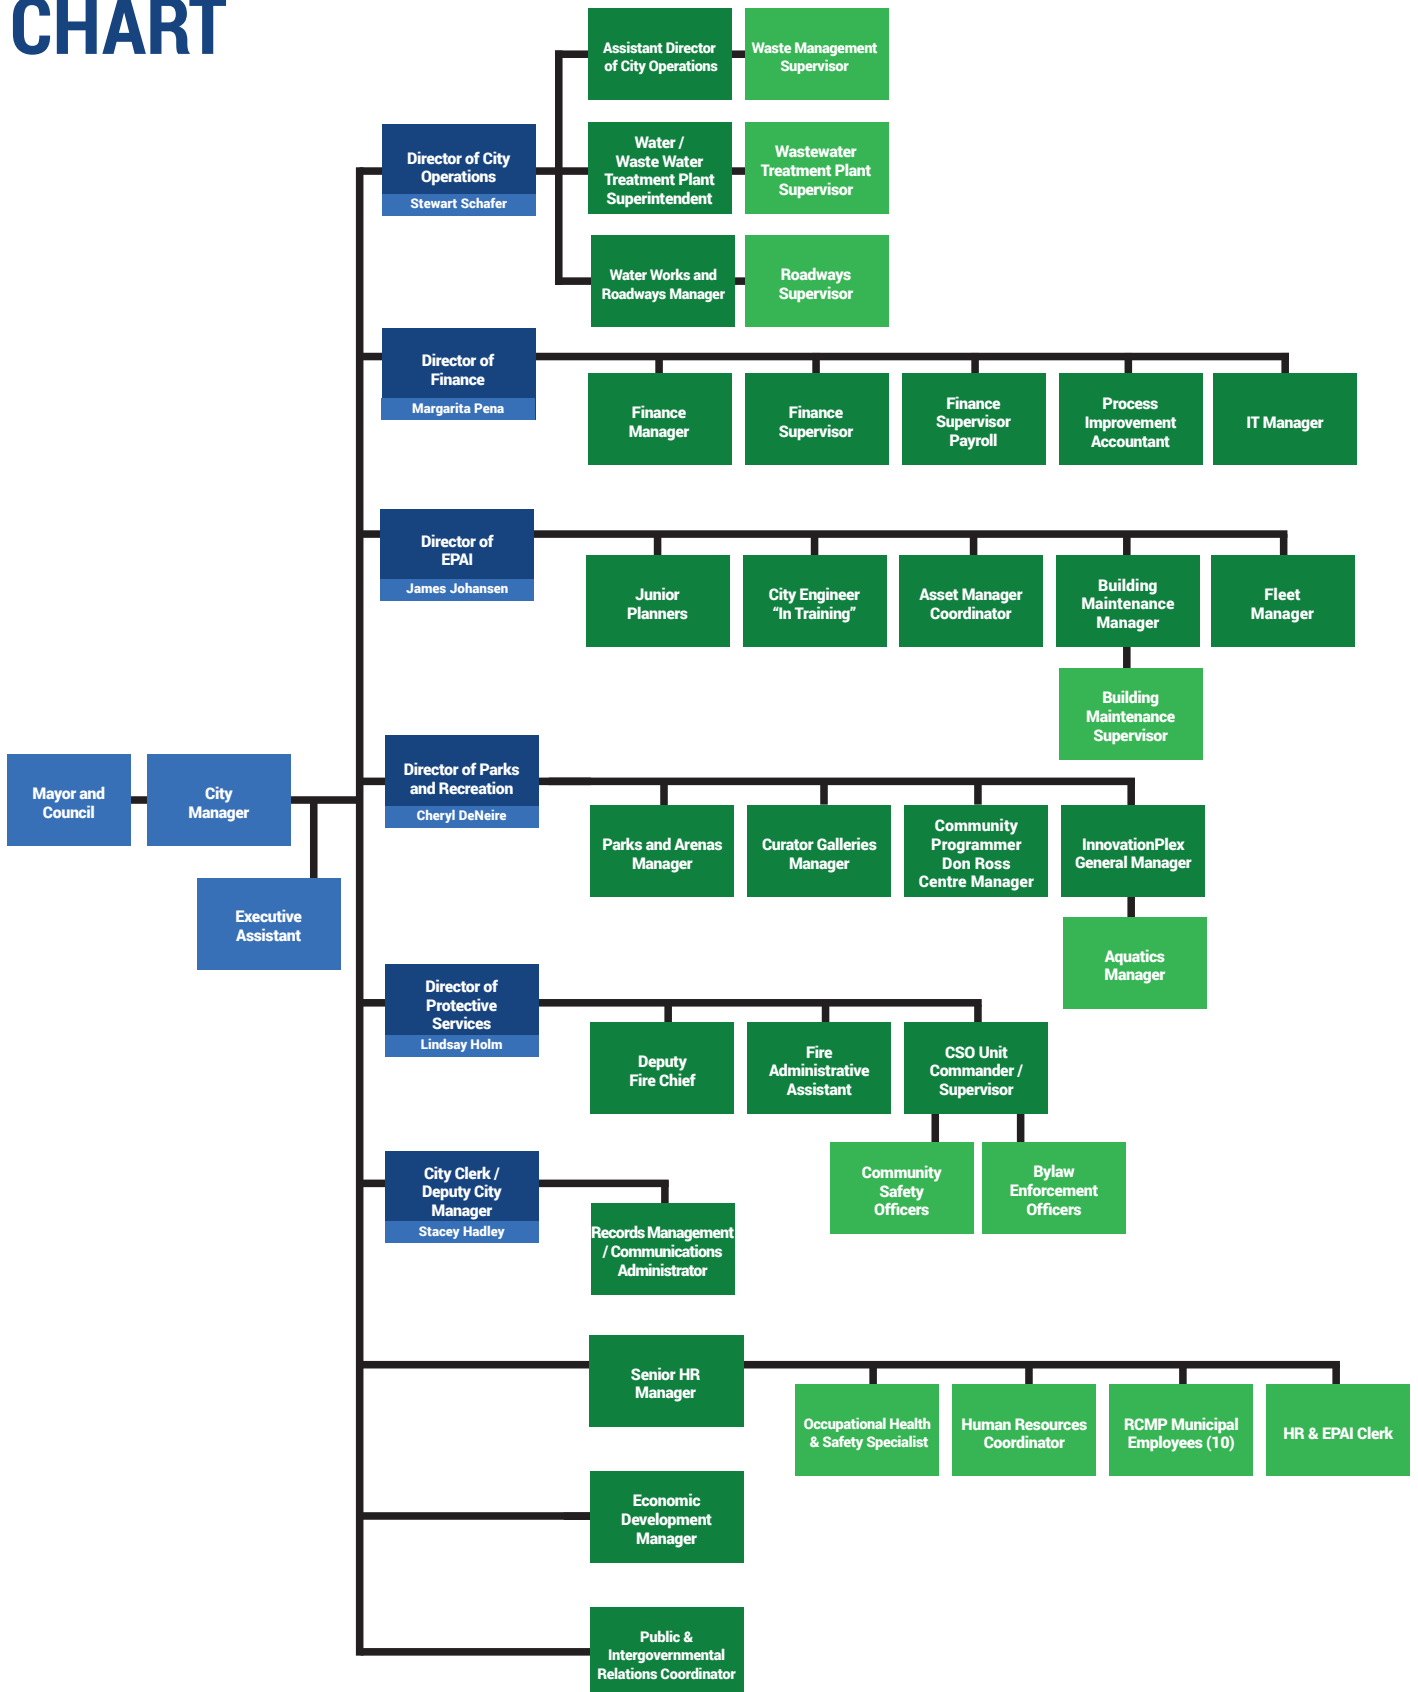 CHART
Assistant Director
of City Operations
Waste Management
Supervisor
Director of City
Operations
Stewart Schafer
Water /
Waste Water
Treatment Plant
Superintendent
Wastewater
Treatment Plant
Supervisor
Water Works and
Roadways Manager
Roadways
Supervisor
Director of
Finance
Margarita Pena
Finance
Manager
Finance
Supervisor
Finance
Supervisor
Payroll
Process
Improvement
Accountant
IT Manager
Director of
EPAI
James Johansen
Junior
Planners
City Engineer
“In Training”
Asset Manager
Coordinator
Building
Maintenance
Manager
Fleet
Manager
Building
Maintenance
Supervisor
Mayor and
Council
City
Manager
Executive
Assistant
Director of Parks
and Recreation
Cheryl DeNeire
Parks and Arenas
Manager
Curator Galleries
Manager
Community
Programmer
Don Ross
Centre Manager
InnovationPlex
General Manager
Aquatics
Manager
Director of
Protective
Services
Lindsay Holm
Deputy
Fire Chief
Fire
Administrative
Assistant
CSO Unit
Commander /
Supervisor
Community
Safety
Officers
Bylaw
Enforcement
Officers
City Clerk /
Deputy City
Manager
Stacey Hadley
Records Management
/ Communications
Administrator
Senior HR
Manager
Occupational Health
& Safety Specialist
Human Resources
Coordinator
RCMP Municipal
Employees (10)
HR & EPAI Clerk
Economic
Development
Manager
Public &
Intergovernmental
Relations Coordinator